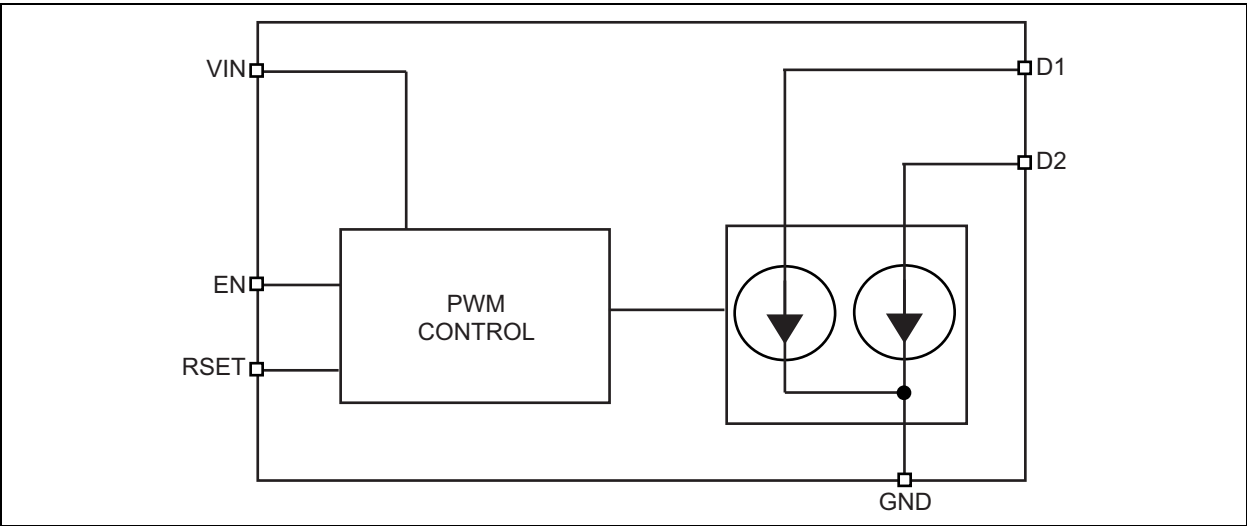 VIN
D1
D2
EN
PWM
CONTROL
RSET
GND